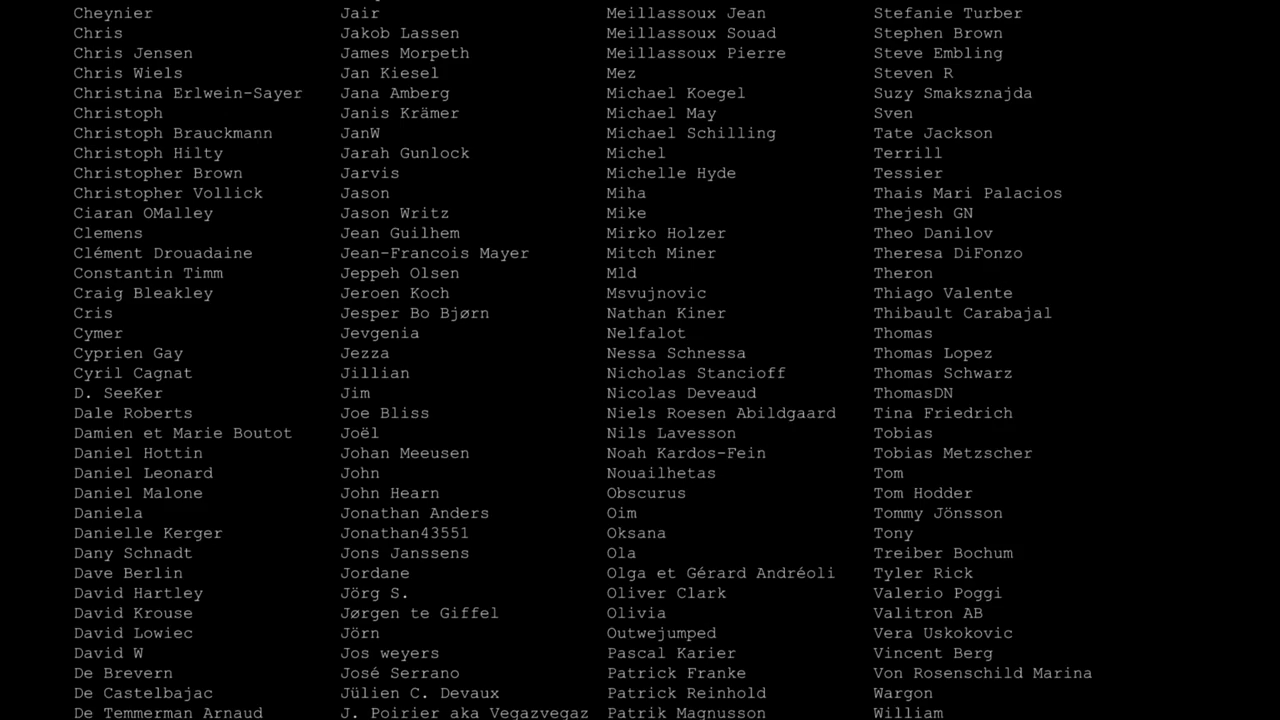 Cheynier
Chris
Chris Jensen
Chris Wiels
Christina Erlwein-Sayer
Christoph
Christoph Brauckmann
Christoph Hilty
Christopher Brown
Christopher Vollick
Ciaran OMalley
Clemens
Clément Drouadaine
Constantin Timm
Craig Bleakley
Cris
Cymer
Cyprien Gay
Cyril Cagnat
D. SeeKer
Dale Roberts
Damien et Marie Boutot
Daniel Hottin
Daniel Leonard
Daniel Malone
Daniela
Danielle Kerger
Dany Schnadt
Dave Berlin
David Hartley
David Krouse
David Lowiec
David W
De Brevern
De Castelbajac
De Temmerman Arnaud
Jair
Jakob Lassen
James Morpeth
Jan Kiesel
Jana Amberg
Janis Krämer
JanW
Jarah Gunlock
Jarvis
Jason
Jason Writz
Jean Guilhem
Jean-Francois Mayer
Jeppeh Olsen
Jeroen Koch
Jesper Bo Bjørn
Jevgenia
Jezza
Jillian
Jim
Joe Bliss
Joël
Johan Meeusen
John
John Hearn
Jonathan Anders
Jonathan43551
Jons Janssens
Jordane
Jörg S.
Jørgen te Giffel
Jörn
Jos weyers
José Serrano
Jülien C. Devaux
J. Poirier aka Vegazvegaz
Meillassoux Jean
Meillassoux Souad
Meillassoux Pierre
Mez
Michael Koegel
Michael May
Michael Schilling
Michel
Michelle Hyde
Miha
Mike
Mirko Holzer
Mitch Miner
Mld
Msvujnovic
Nathan Kiner
Nelfalot
Nessa Schnessa
Nicholas Stancioff
Nicolas Deveaud
Niels Roesen Abildgaard
Nils Lavesson
Noah Kardos-Fein
Nouailhetas
Obscurus
Oim
Oksana
Ola
Olga et Gérard Andréoli
Oliver Clark
Olivia
Outwejumped
Pascal Karier
Patrick Franke
Patrick Reinhold
Patrik Magnusson
Stefanie Turber
Stephen Brown
Steve Embling
Steven R
Suzy Smaksznajda
Sven
Tate Jackson
Terrill
Tessier
Thais Mari Palacios
Thejesh GN
Theo Danilov
Theresa DiFonzo
Theron
Thiago Valente
Thibault Carabajal
Thomas
Thomas Lopez
Thomas Schwarz
ThomasDN
Tina Friedrich
Tobias
Tobias Metzscher
Tom
Tom Hodder
Tommy Jönsson
Tony
Treiber Bochum
Tyler Rick
Valerio Poggi
Valitron AB
Vera Uskokovic
Vincent Berg
Von Rosenschild Marina
Wargon
William